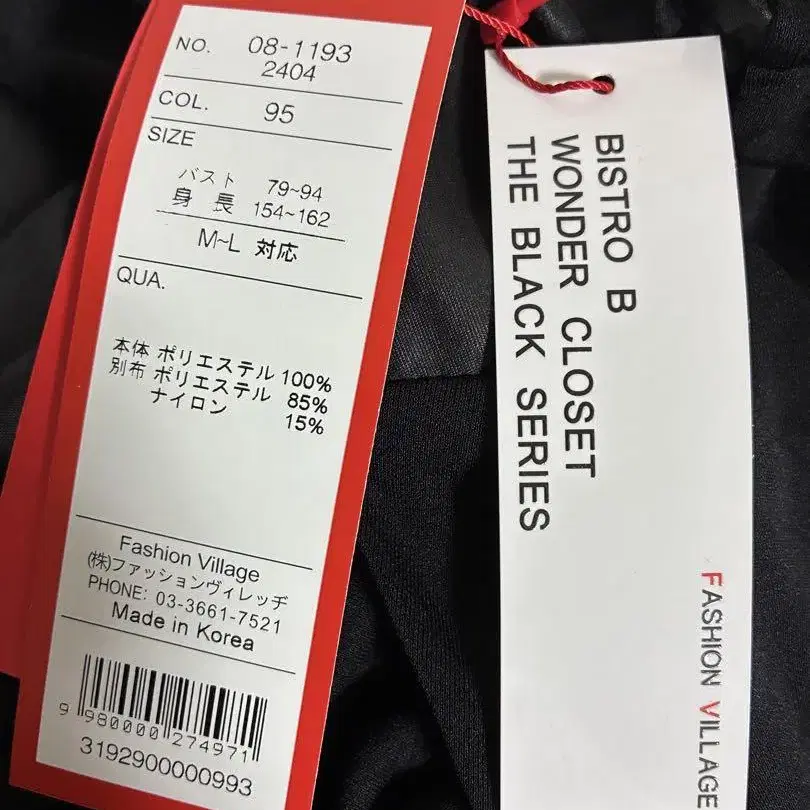 NO. 08-1193
2404
COL. 95
SIZE
バスト 79~94
身 長 154~162
M~L 対応
QUA.
本体 ポリエステル 100%
別布 ポリエステル 85%
ナイロン 15%
Fashion Village
(株)ファッションヴィレッヂ
PHONE: 03-3661-7521
Made in Korea
9 980000 274971
3192900000993
BISTRO B
WONDER CLOSET
THE BLACK SERIES
FASHION VILLAGE